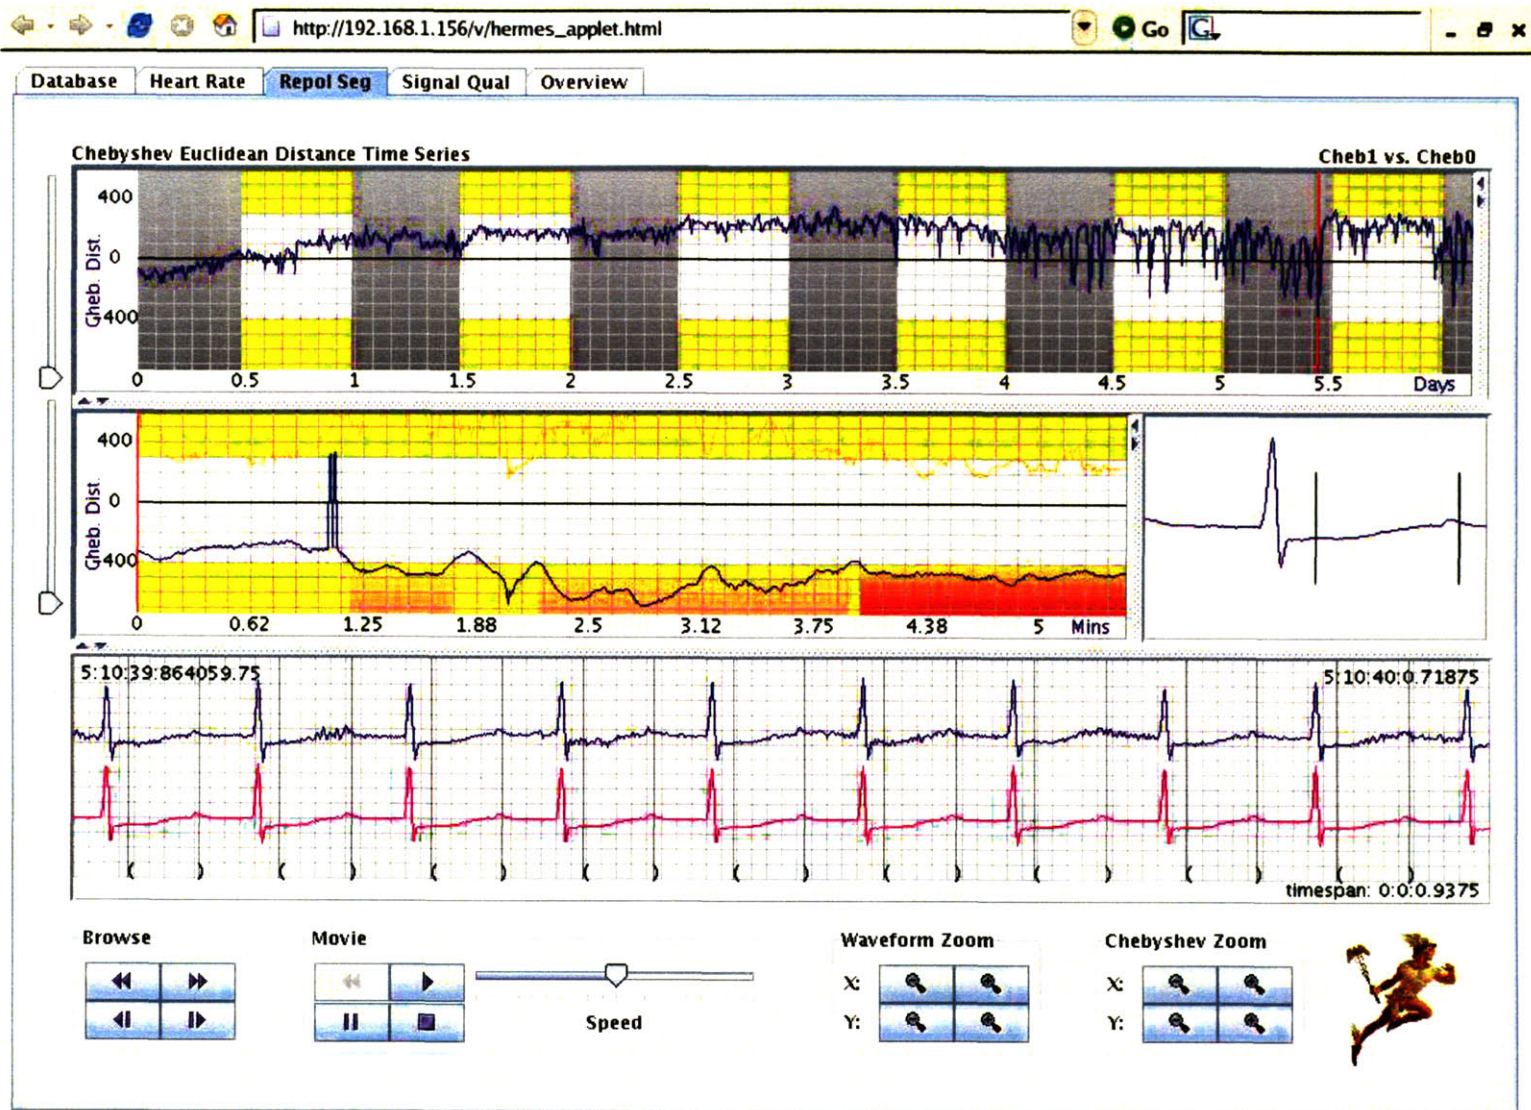 http://192.168.1.156/v/hermes_applet.html
Go
G
Database Heart Rate Repol Seg Signal Qual Overview
Chebyshev Euclidean Distance Time Series Cheb1 vs. Cheb0
400
0
-400
Cheb. Dist.
0 0.5 1 1.5 2 2.5 3 3.5 4 4.5 5 5.5 Days
400
0
-400
Cheb. Dist.
0 0.62 1.25 1.88 2.5 3.12 3.75 4.38 5 Mins
5:10:39:864059.75 5:10:40:0.71875
timespan: 0:0:0.9375
Browse Movie Waveform Zoom Chebyshev Zoom
X: X:
Speed Y: Y: